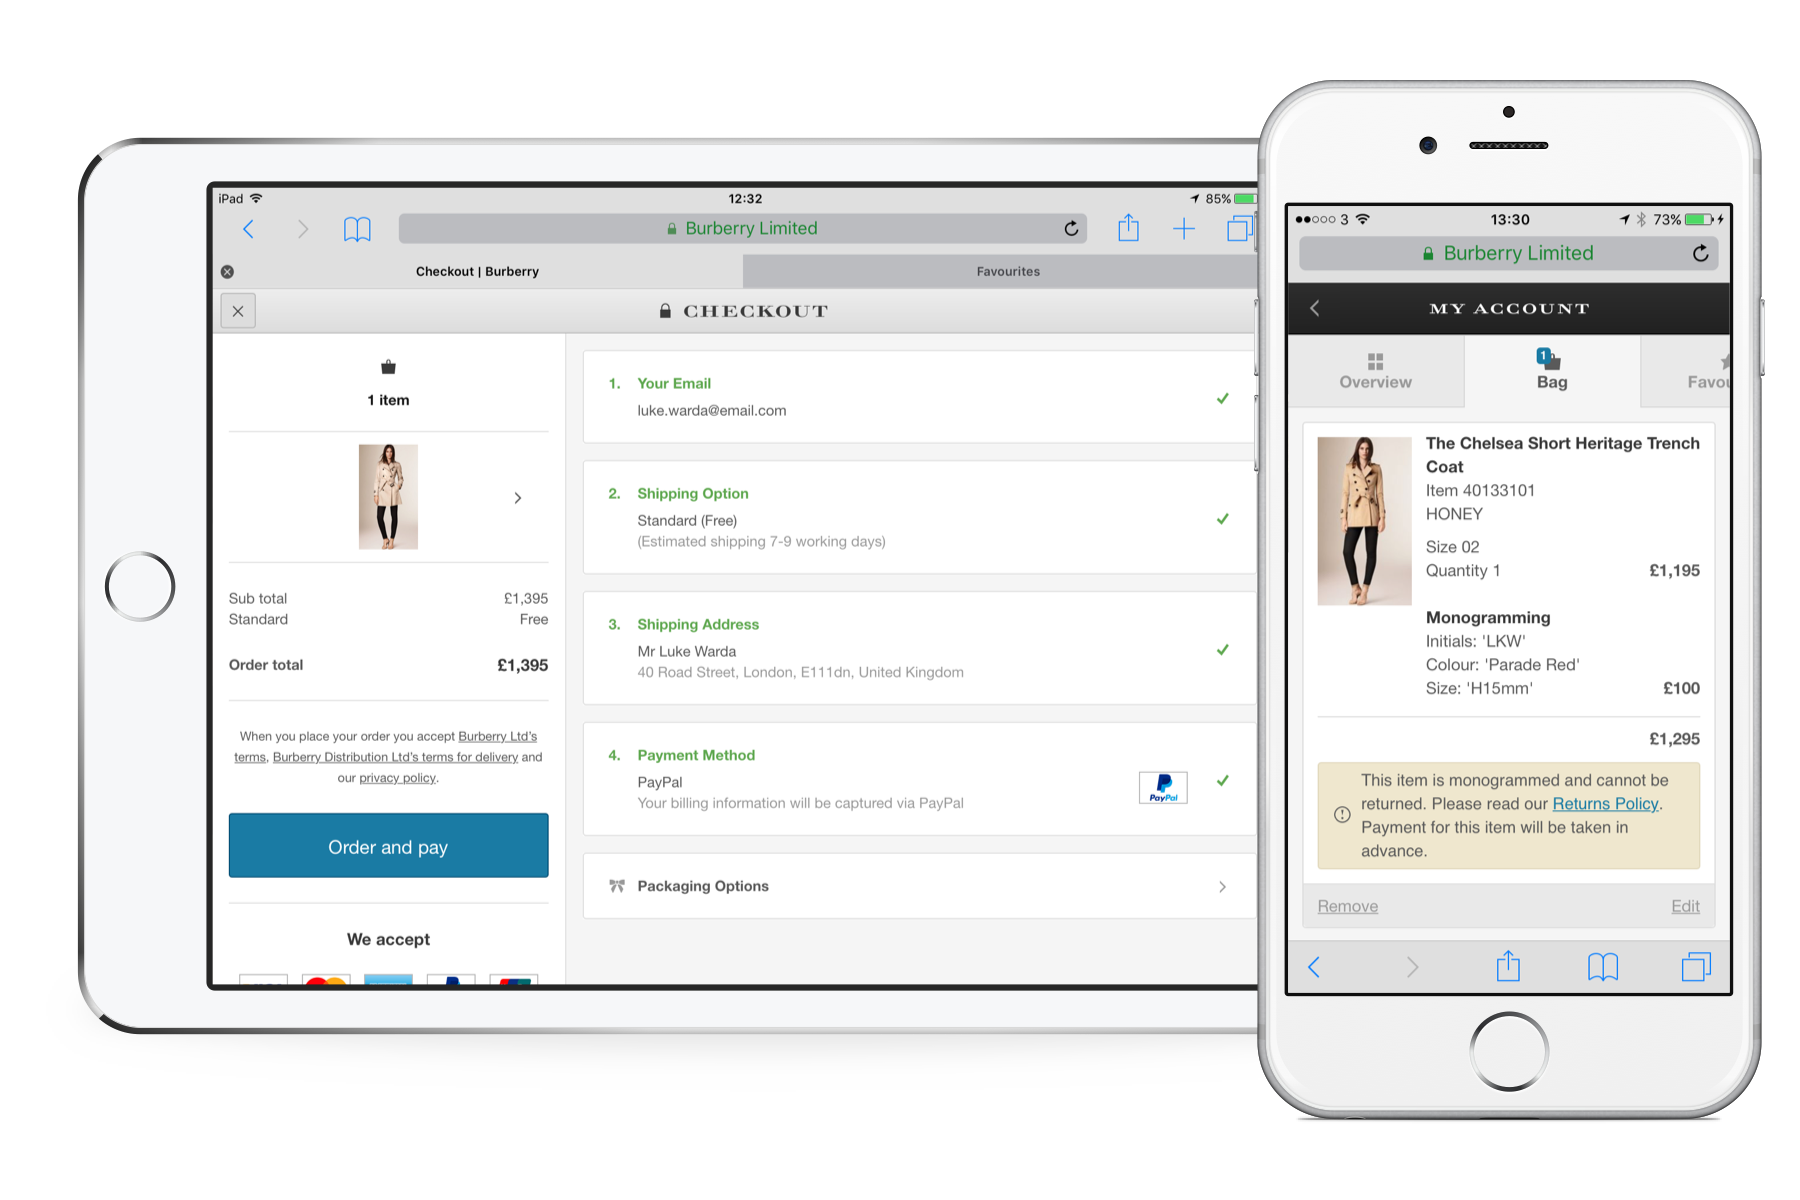 iPad
12:32
85%
Burberry Limited
Checkout | Burberry
Favourites
CHECKOUT
1 item
Sub total £1,395
Standard Free
Order total £1,395
When you place your order you accept Burberry Ltd's
terms, Burberry Distribution Ltd's terms for delivery and
our privacy policy.
Order and pay
We accept
1. Your Email
luke.warda@email.com
2. Shipping Option
Standard (Free)
(Estimated shipping 7-9 working days)
3. Shipping Address
Mr Luke Warda
40 Road Street, London, E111dn, United Kingdom
4. Payment Method
PayPal
Your billing information will be captured via PayPal
PayPal
Packaging Options
3
13:30
73%
Burberry Limited
MY ACCOUNT
Overview
1
Bag
Favou
The Chelsea Short Heritage Trench
Coat
Item 40133101
HONEY
Size 02
Quantity 1 £1,195
Monogramming
Initials: 'LKW'
Colour: 'Parade Red'
Size: 'H15mm' £100
£1,295
This item is monogrammed and cannot be
returned. Please read our Returns Policy.
Payment for this item will be taken in
advance.
Remove Edit